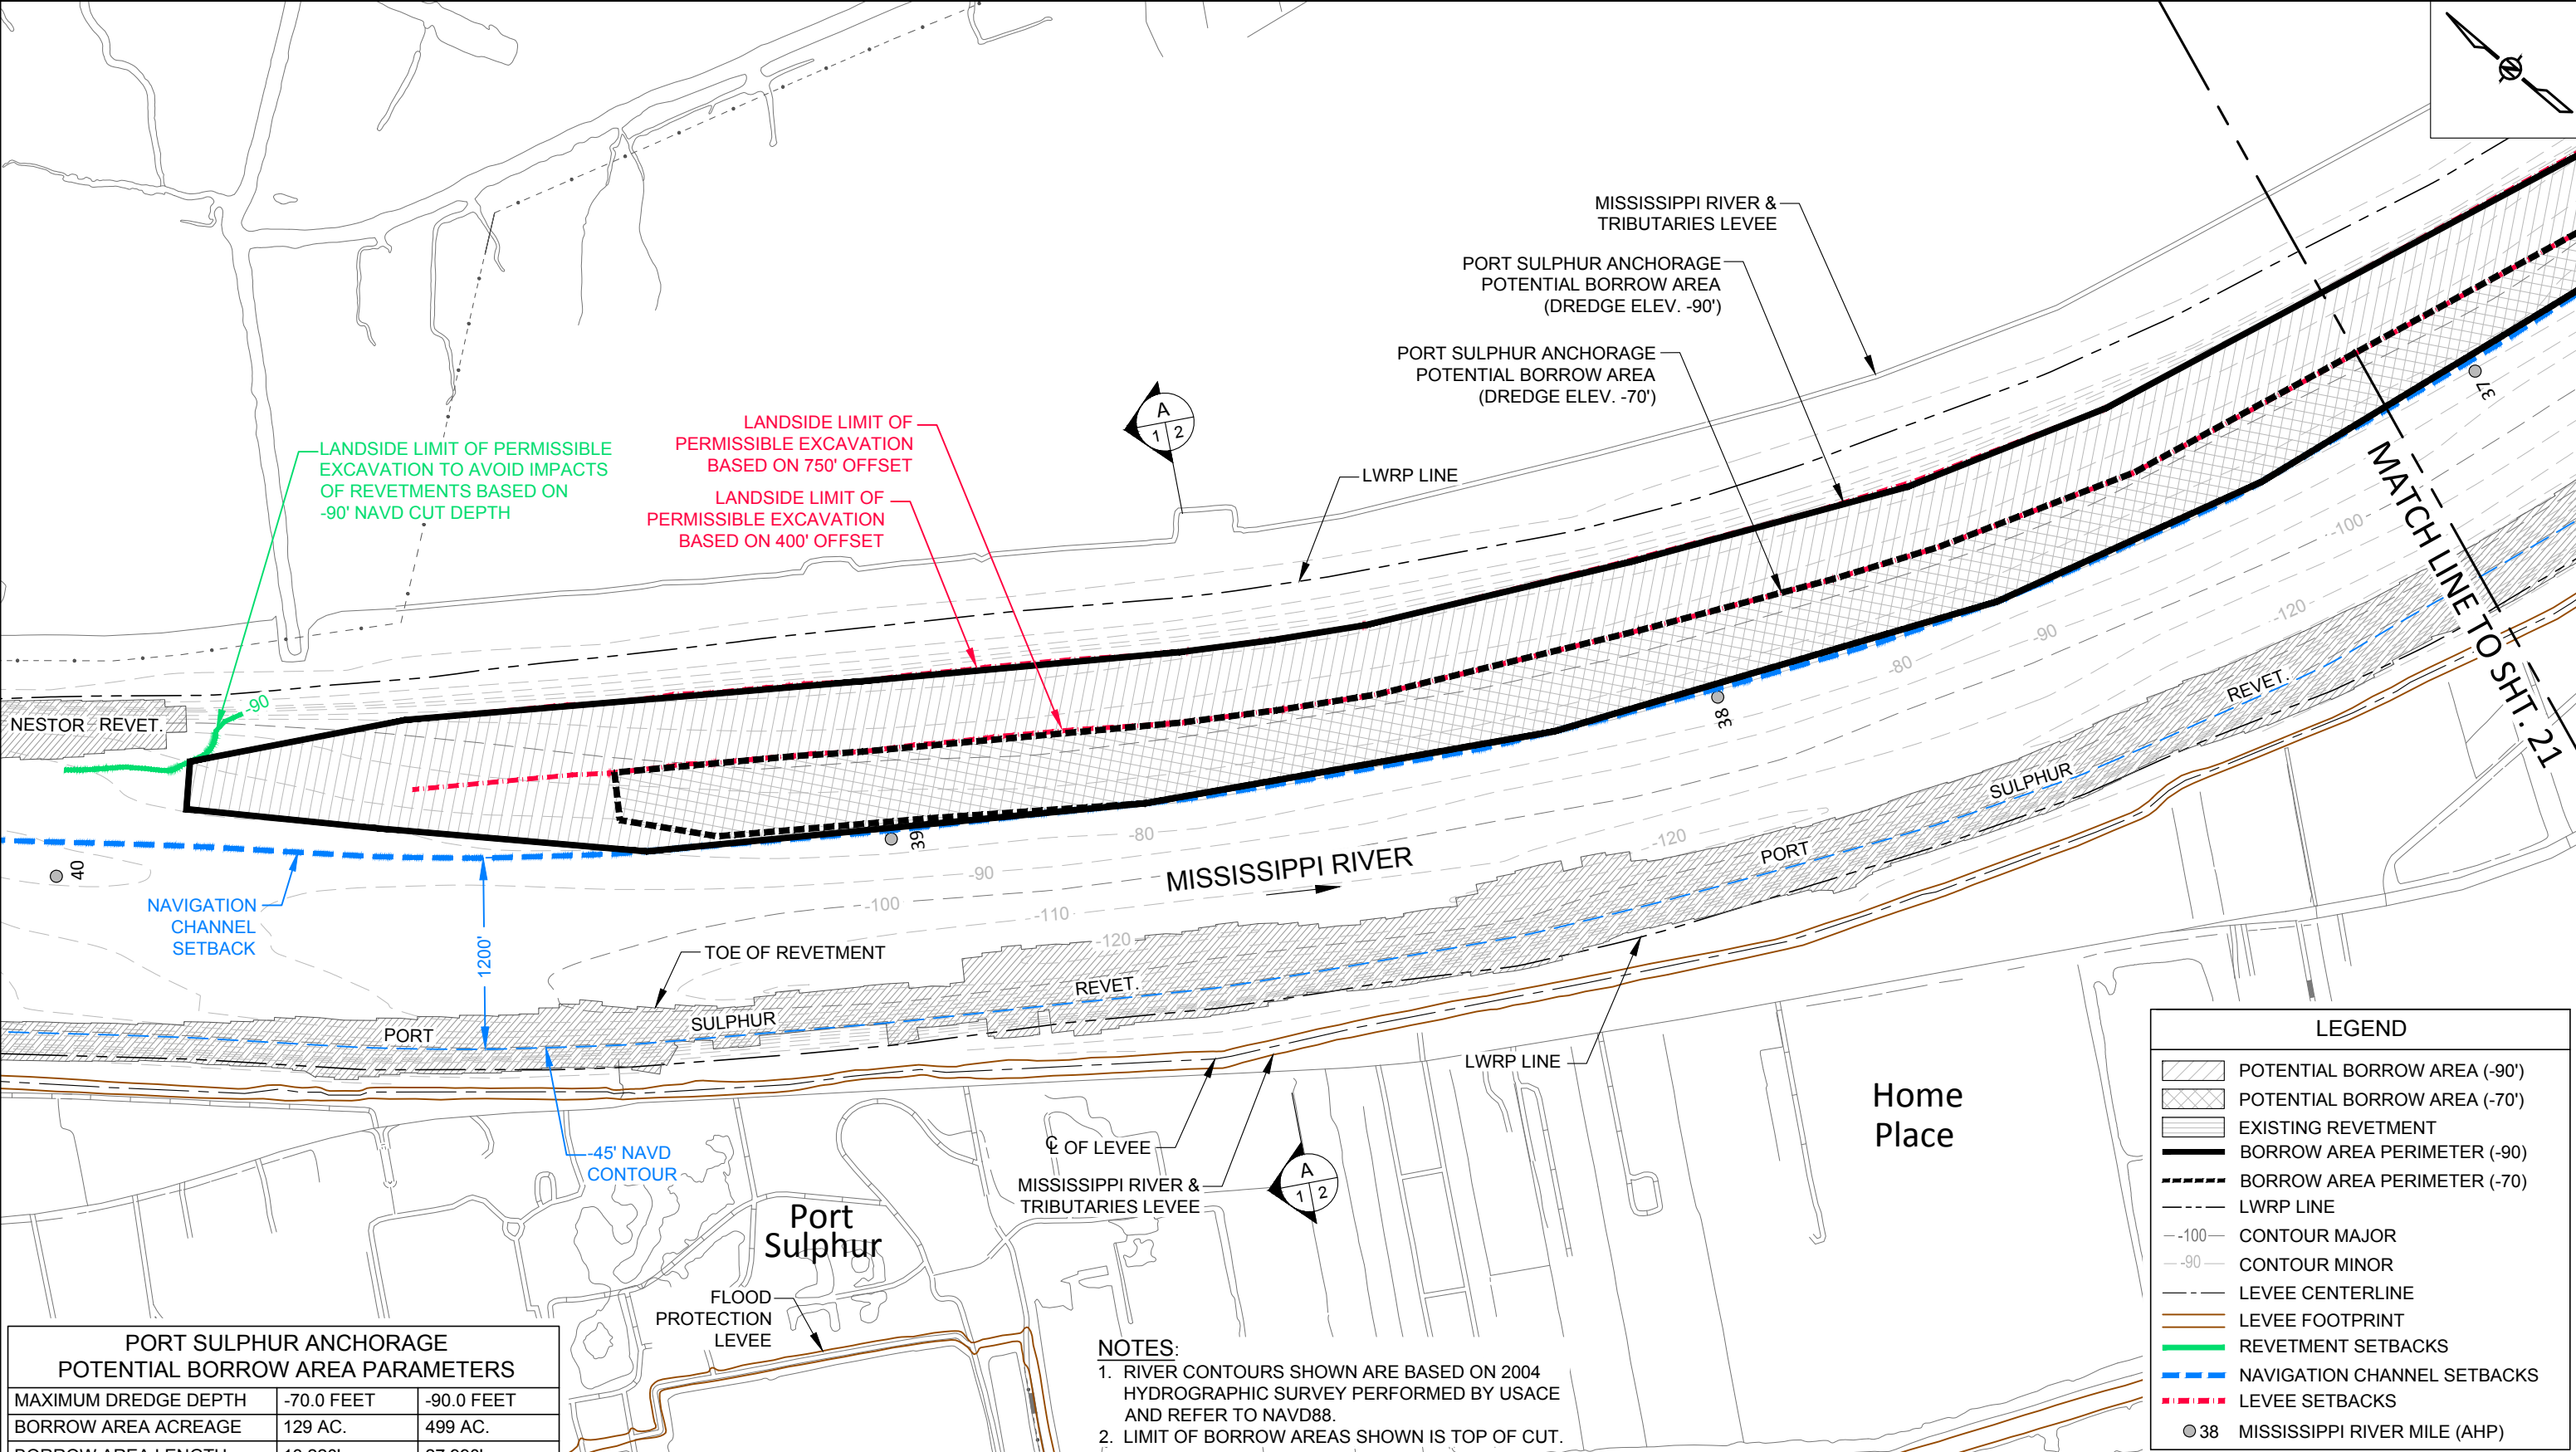 MISSISSIPPI RIVER &
TRIBUTARIES LEVEE
PORT SULPHUR ANCHORAGE
POTENTIAL BORROW AREA
(DREDGE ELEV. -90')
PORT SULPHUR ANCHORAGE
POTENTIAL BORROW AREA
(DREDGE ELEV. -70')
A
1 2
LWRP LINE
LANDSIDE LIMIT OF
PERMISSIBLE EXCAVATION
BASED ON 750' OFFSET
LANDSIDE LIMIT OF
PERMISSIBLE EXCAVATION
BASED ON 400' OFFSET
LANDSIDE LIMIT OF PERMISSIBLE
EXCAVATION TO AVOID IMPACTS
OF REVETMENTS BASED ON
-90' NAVD CUT DEPTH
37
MATCH LINE TO SHT. 21
-100
-120
-90
-80
REVET.
-90
NESTOR REVET.
38
SULPHUR
39
-80
-120
PORT
40
-90
MISSISSIPPI RIVER
-100
-110
-120
NAVIGATION
CHANNEL
SETBACK
1200'
TOE OF REVETMENT
REVET.
SULPHUR
PORT
LWRP LINE
-45' NAVD
CONTOUR
℄ OF LEVEE
MISSISSIPPI RIVER &
TRIBUTARIES LEVEE
A
1 2
Home
Place
Port
Sulphur
FLOOD
PROTECTION
LEVEE
LEGEND
POTENTIAL BORROW AREA (-90')
POTENTIAL BORROW AREA (-70')
EXISTING REVETMENT
BORROW AREA PERIMETER (-90)
BORROW AREA PERIMETER (-70)
LWRP LINE
-100 CONTOUR MAJOR
-90 CONTOUR MINOR
LEVEE CENTERLINE
LEVEE FOOTPRINT
REVETMENT SETBACKS
NAVIGATION CHANNEL SETBACKS
LEVEE SETBACKS
38 MISSISSIPPI RIVER MILE (AHP)
PORT SULPHUR ANCHORAGE
POTENTIAL BORROW AREA PARAMETERS
MAXIMUM DREDGE DEPTH -70.0 FEET -90.0 FEET
BORROW AREA ACREAGE 129 AC. 499 AC.
BORROW AREA LENGTH
NOTES:
1. RIVER CONTOURS SHOWN ARE BASED ON 2004
HYDROGRAPHIC SURVEY PERFORMED BY USACE
AND REFER TO NAVD88.
2. LIMIT OF BORROW AREAS SHOWN IS TOP OF CUT.